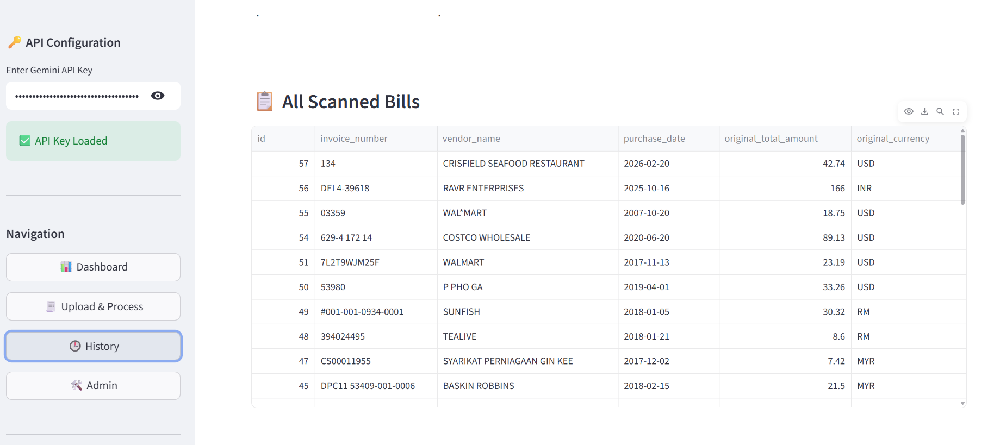 API Configuration
Enter Gemini API Key
••••••••••••••••••••••••••••••••••••
API Key Loaded
Navigation
Dashboard
Upload & Process
History
Admin
All Scanned Bills
id invoice_number vendor_name purchase_date original_total_amount original_currency
57 134 CRISFIELD SEAFOOD RESTAURANT 2026-02-20 42.74 USD
56 DEL4-39618 RAVR ENTERPRISES 2025-10-16 166 INR
55 03359 WAL*MART 2007-10-20 18.75 USD
54 629-4 172 14 COSTCO WHOLESALE 2020-06-20 89.13 USD
51 7L2T9WJM25F WALMART 2017-11-13 23.19 USD
50 53980 P PHO GA 2019-04-01 33.26 USD
49 #001-001-0934-0001 SUNFISH 2018-01-05 30.32 RM
48 394024495 TEALIVE 2018-01-21 8.6 RM
47 CS00011955 SYARIKAT PERNIAGAAN GIN KEE 2017-12-02 7.42 MYR
45 DPC11 53409-001-0006 BASKIN ROBBINS 2018-02-15 21.5 MYR